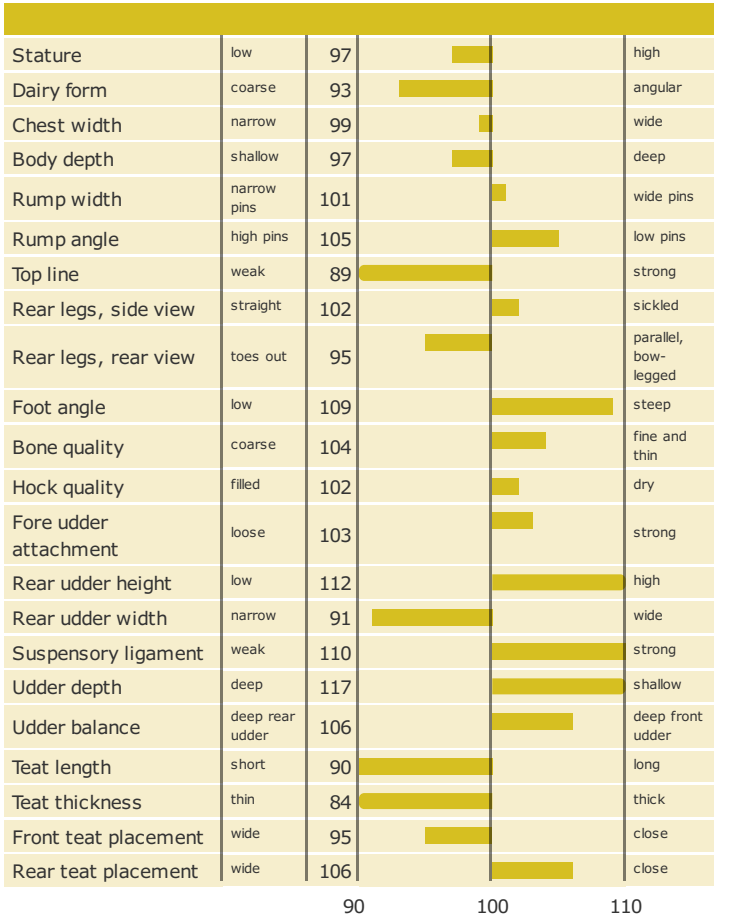 Stature low 97 high
Dairy form coarse 93 angular
Chest width narrow 99 wide
Body depth shallow 97 deep
Rump width narrow pins 101 wide pins
Rump angle high pins 105 low pins
Top line weak 89 strong
Rear legs, side view straight 102 sickled
Rear legs, rear view toes out 95 parallel, bow-legged
Foot angle low 109 steep
Bone quality coarse 104 fine and thin
Hock quality filled 102 dry
Fore udder attachment loose 103 strong
Rear udder height low 112 high
Rear udder width narrow 91 wide
Suspensory ligament weak 110 strong
Udder depth deep 117 shallow
Udder balance deep rear udder 106 deep front udder
Teat length short 90 long
Teat thickness thin 84 thick
Front teat placement wide 95 close
Rear teat placement wide 106 close
90 100 110